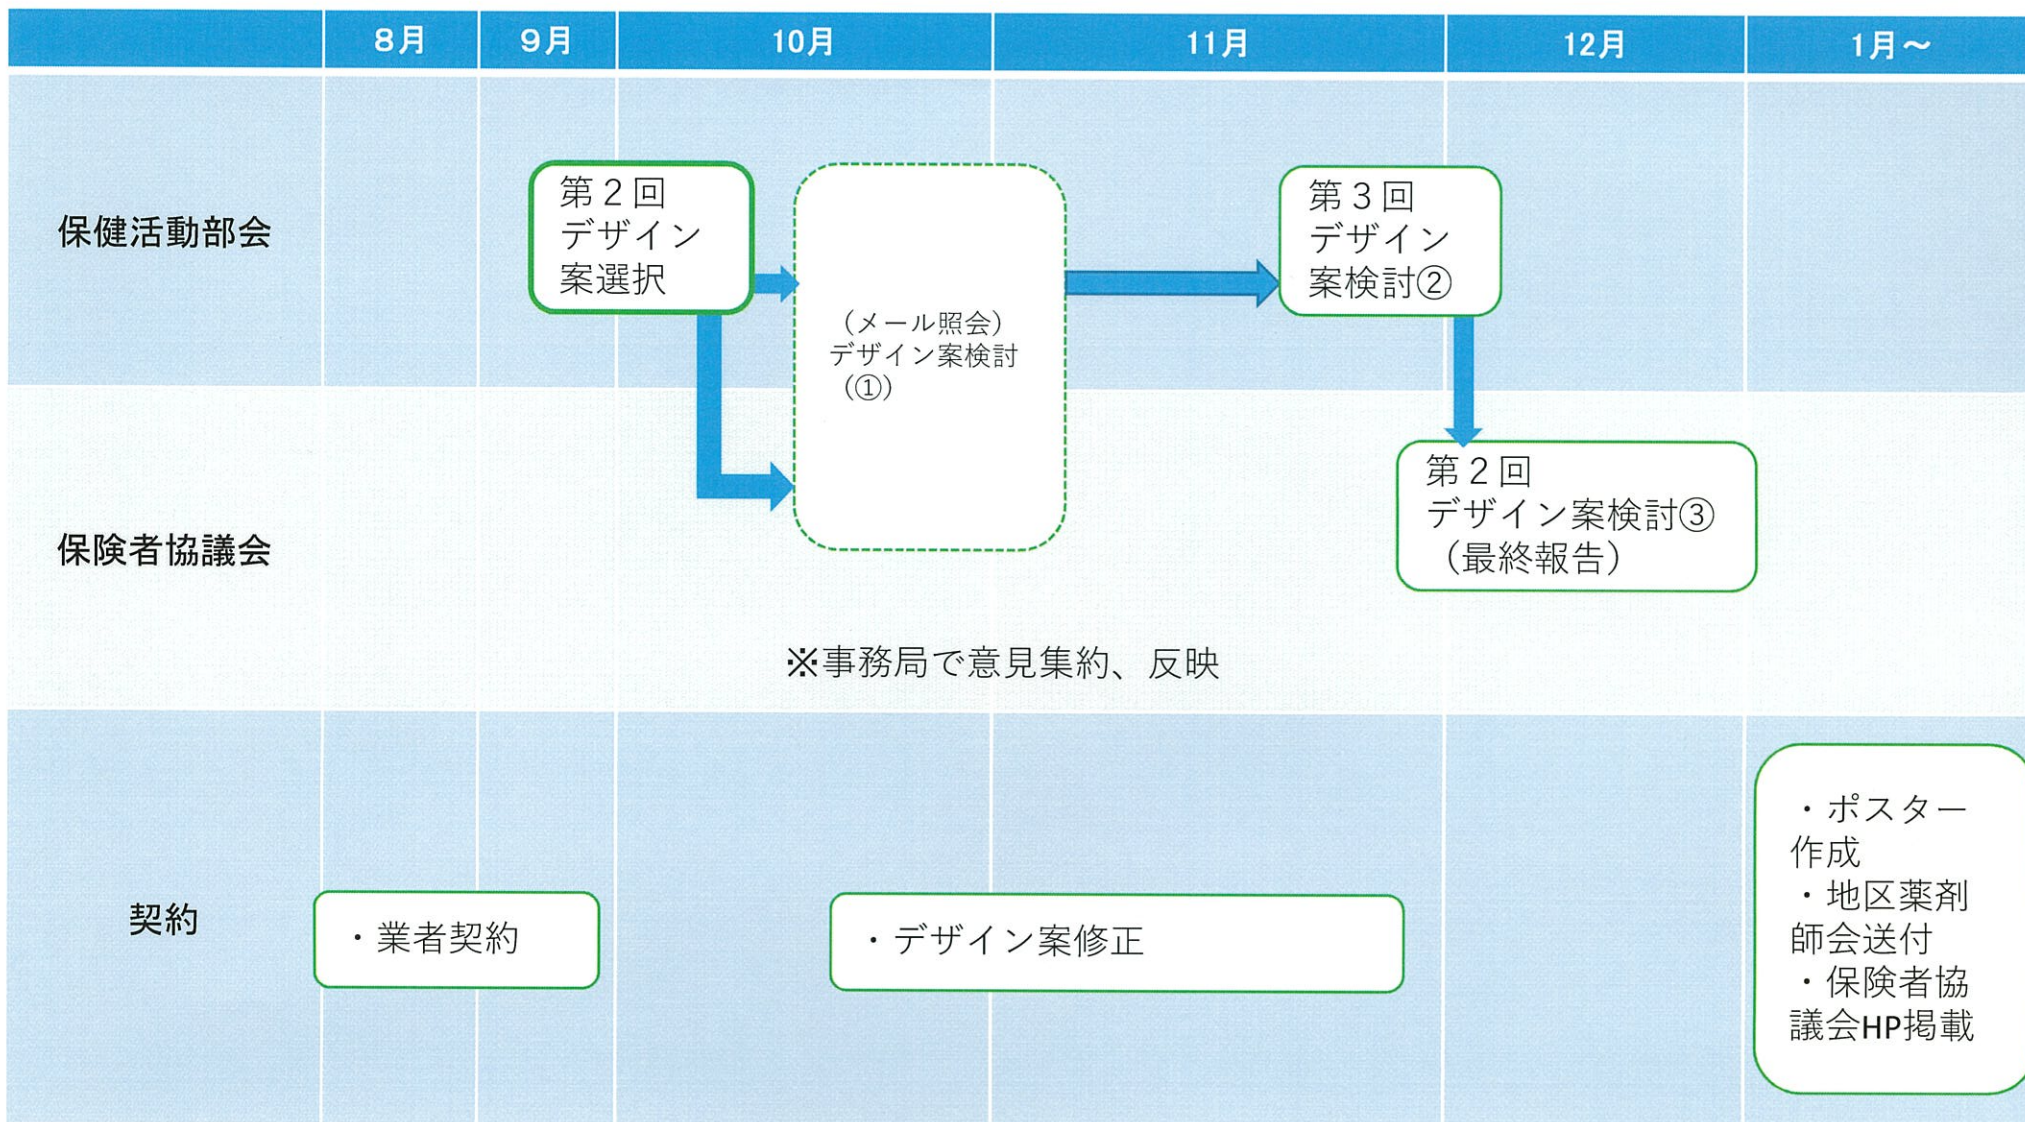 8月 9月 10月 11月 12月 1月～
保健活動部会
第２回
デザイン
案選択
（メール照会）
デザイン案検討
（①）
第３回
デザイン
案検討②
保険者協議会
第２回
デザイン案検討③
（最終報告）
※事務局で意見集約、反映
契約
・業者契約
・デザイン案修正
・ポスター
作成
・地区薬剤
師会送付
・保険者協
議会HP掲載